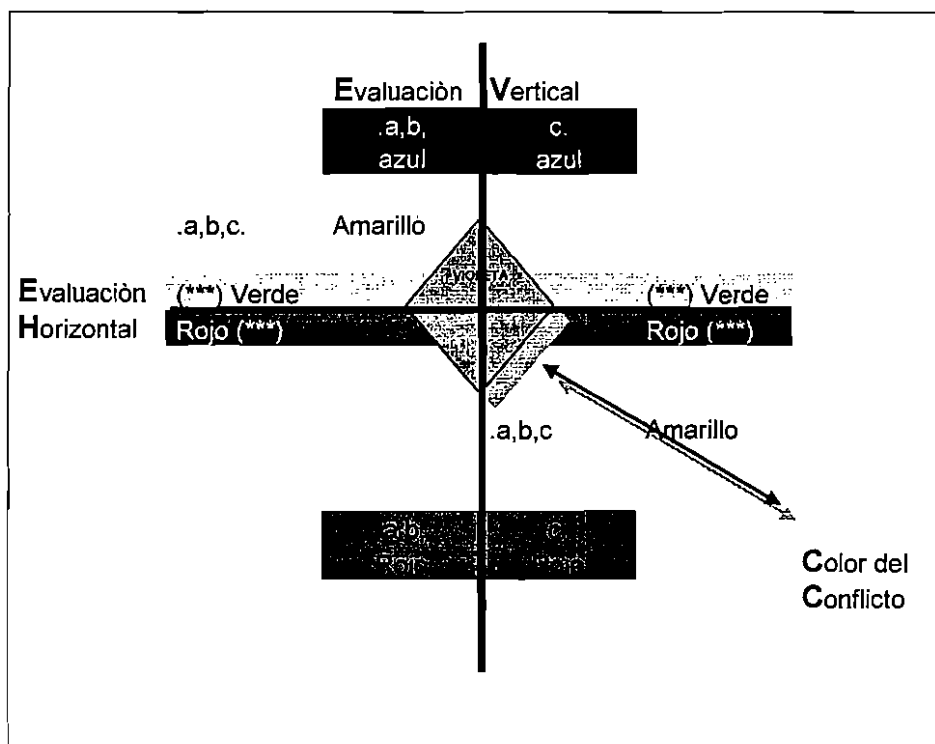 Evaluaciòn Vertical
.a,b, c.
azul azul
.a,b,c. Amarillo
VIOLETA
Evaluaciòn (***) Verde (***) Verde
Horizontal Rojo (***) Rojo (***)
.a,b,c Amarillo
a,b c
Color del
Conflicto